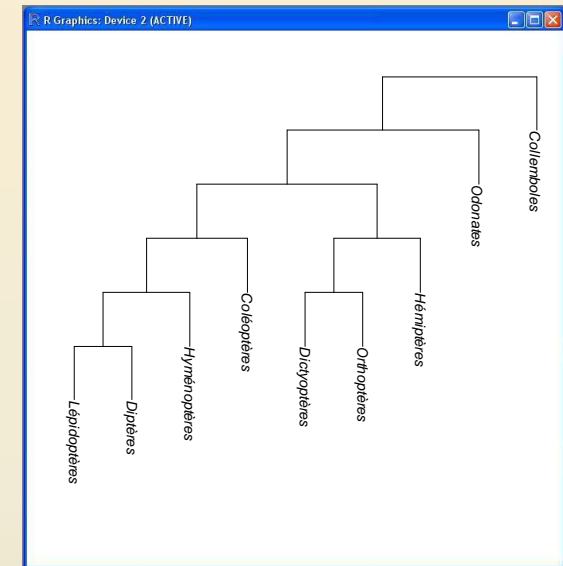 R Graphics: Device 2 (ACTIVE)
Collemboles
Odonates
Hémiptères
Coléoptères
Orthoptères
Dictyoptères
Hyménoptères
Diptères
Lépidoptères